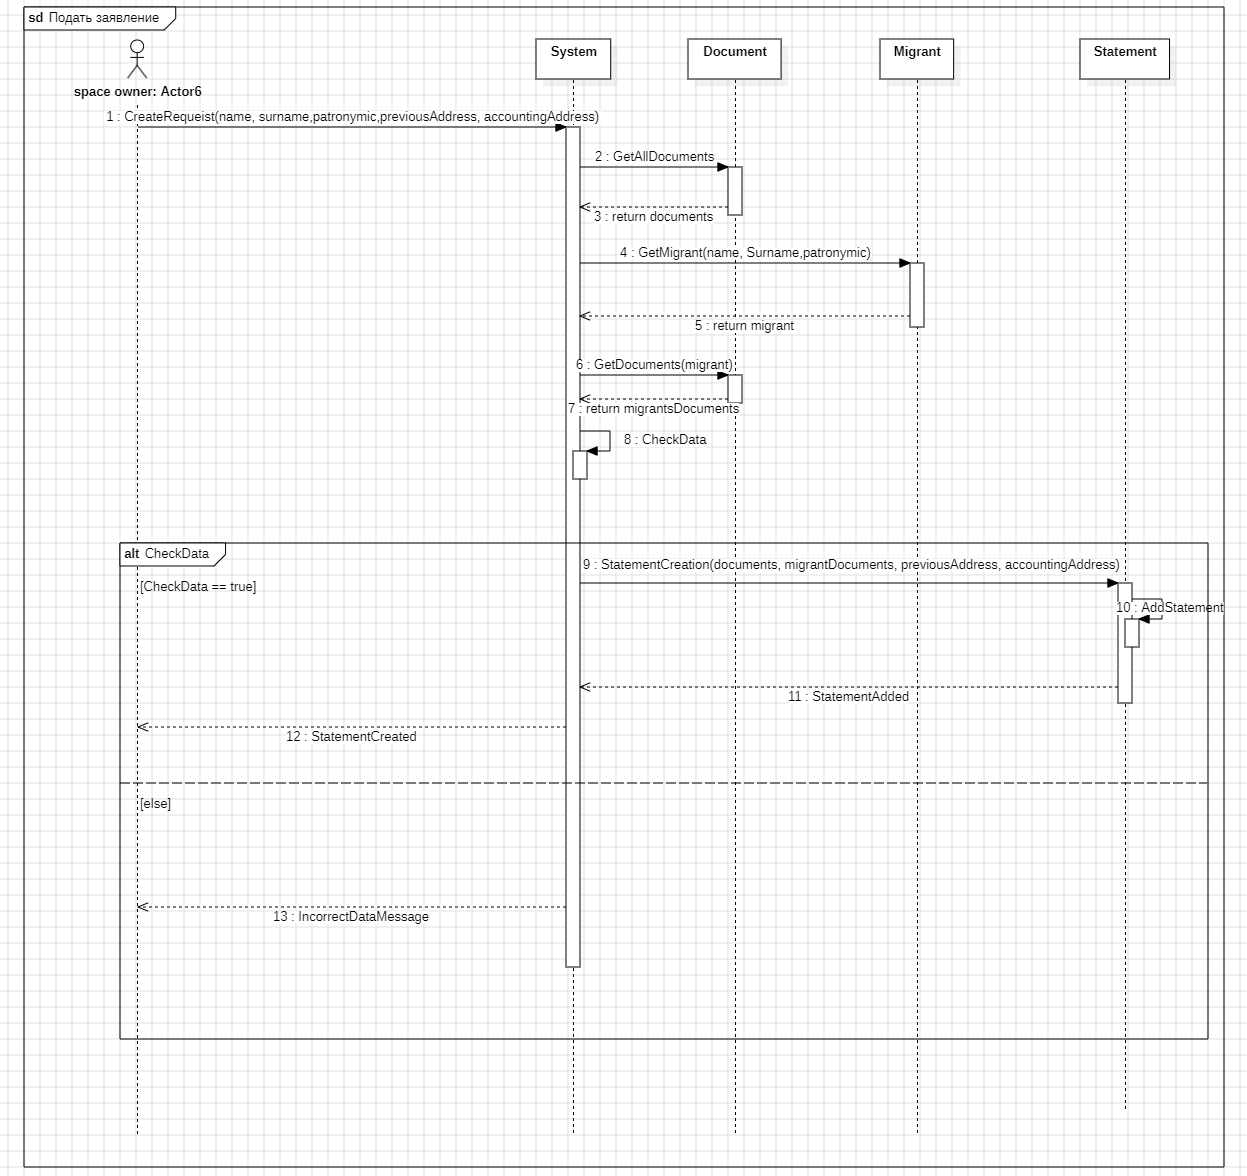 sd Подать заявление
System
Document
Migrant
Statement
space owner: Actor6
1 : CreateRequeist(name, surname,patronymic,previousAddress, accountingAddress)
2 : GetAllDocuments
3 : return documents
4 : GetMigrant(name, Surname,patronymic)
5 : return migrant
6 : GetDocuments(migrant)
7 : return migrantsDocuments
8 : CheckData
alt CheckData
9 : StatementCreation(documents, migrantDocuments, previousAddress, accountingAddress)
[CheckData == true]
10 : AddStatement
11 : StatementAdded
12 : StatementCreated
[else]
13 : IncorrectDataMessage